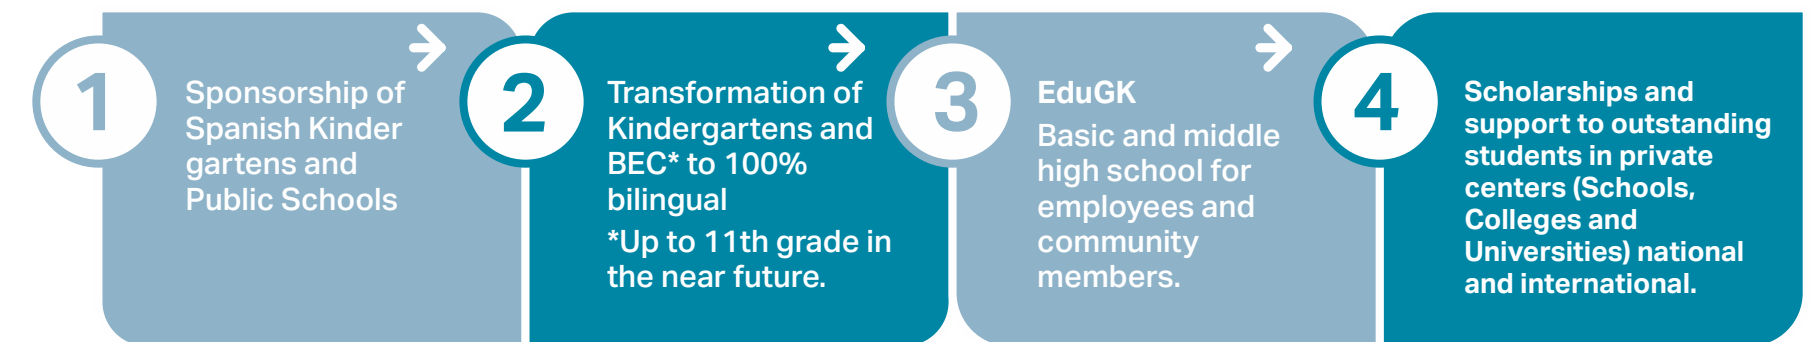 1
Sponsorship of
Spanish Kinder
gartens and
Public Schools
2
Transformation of
Kindergartens and
BEC* to 100%
bilingual
*Up to 11th grade in
the near future.
3
EduGK
Basic and middle
high school for
employees and
community
members.
4
Scholarships and
support to outstanding
students in private
centers (Schools,
Colleges and
Universities) national
and international.